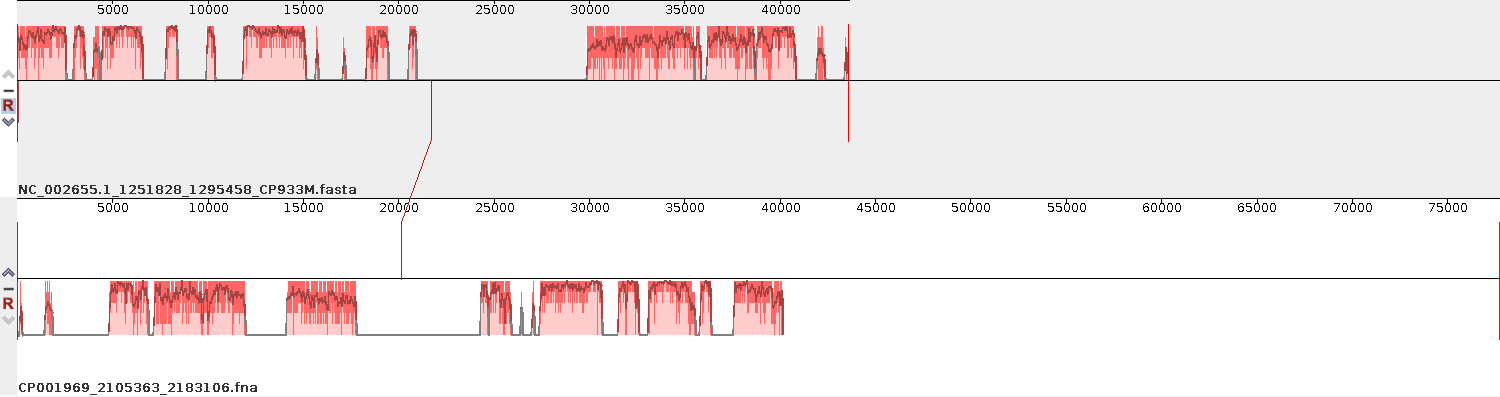 5000 10000 15000 20000 25000 30000 35000 40000
R
NC_002655.1_1251828_1295458_CP933M.fasta
5000 10000 15000 20000 25000 30000 35000 40000 45000 50000 55000 60000 65000 70000 75000
R
CP001969_2105363_2183106.fna